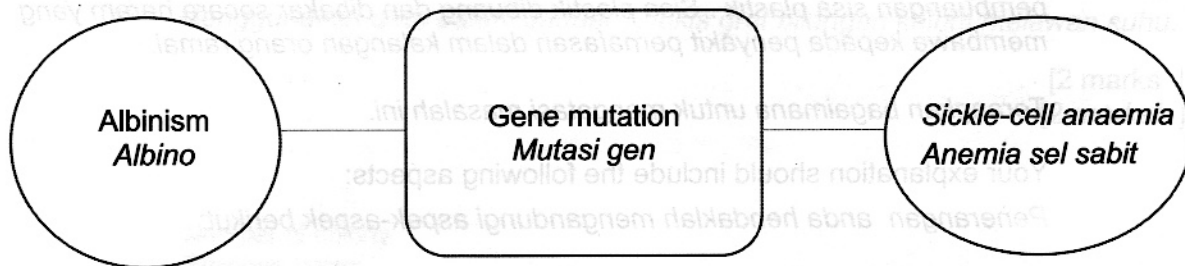 Albinism
Albino
Gene mutation
Mutasi gen
Sickle-cell anaemia
Anemia sel sabit